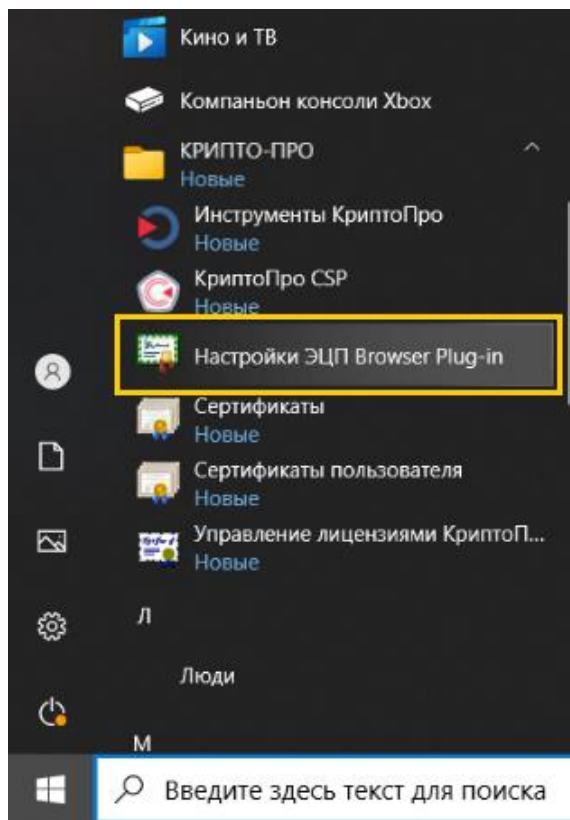 Кино и ТВ
Компаньон консоли Xbox
КРИПТО-ПРО
Новые
Инструменты КриптоПро
Новые
КриптоПро CSP
Новые
Настройки ЭЦП Browser Plug-in
Сертификаты
Новые
Сертификаты пользователя
Новые
Управление лицензиями КриптоП...
Новые
Л
Люди
М
Введите здесь текст для поиска